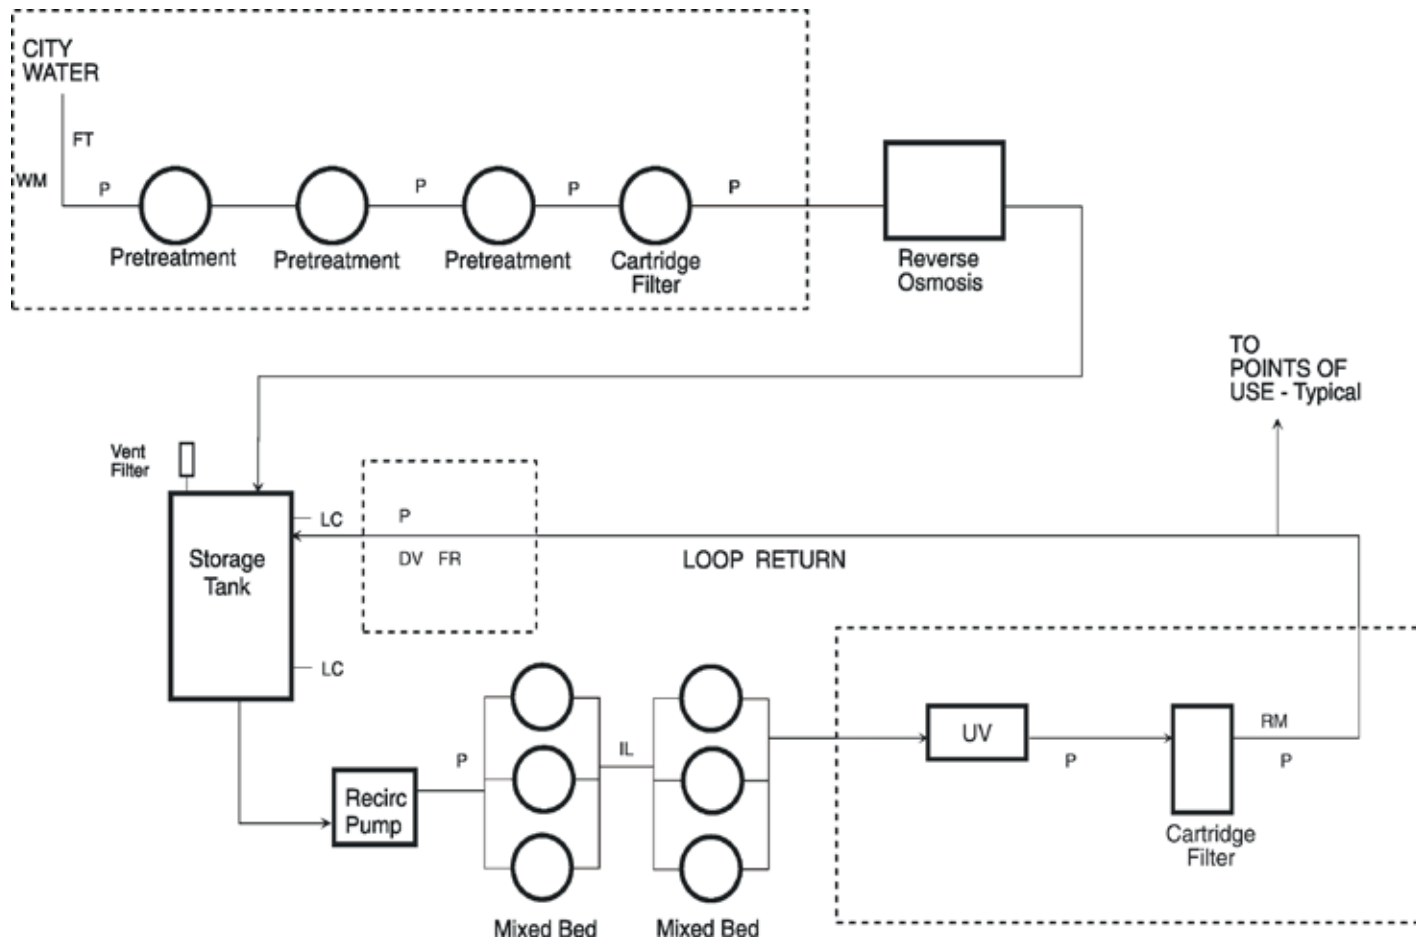 CITY
WATER
FT
WM
P
P
P
P
Pretreatment
Pretreatment
Pretreatment
Cartridge
Filter
Reverse
Osmosis
TO
POINTS OF
USE - Typical
Vent
Filter
LC
P
Storage
Tank
DV FR
LOOP RETURN
LC
Recirc
Pump
P
IL
UV
P
RM
P
Cartridge
Filter
Mixed Bed
Mixed Bed